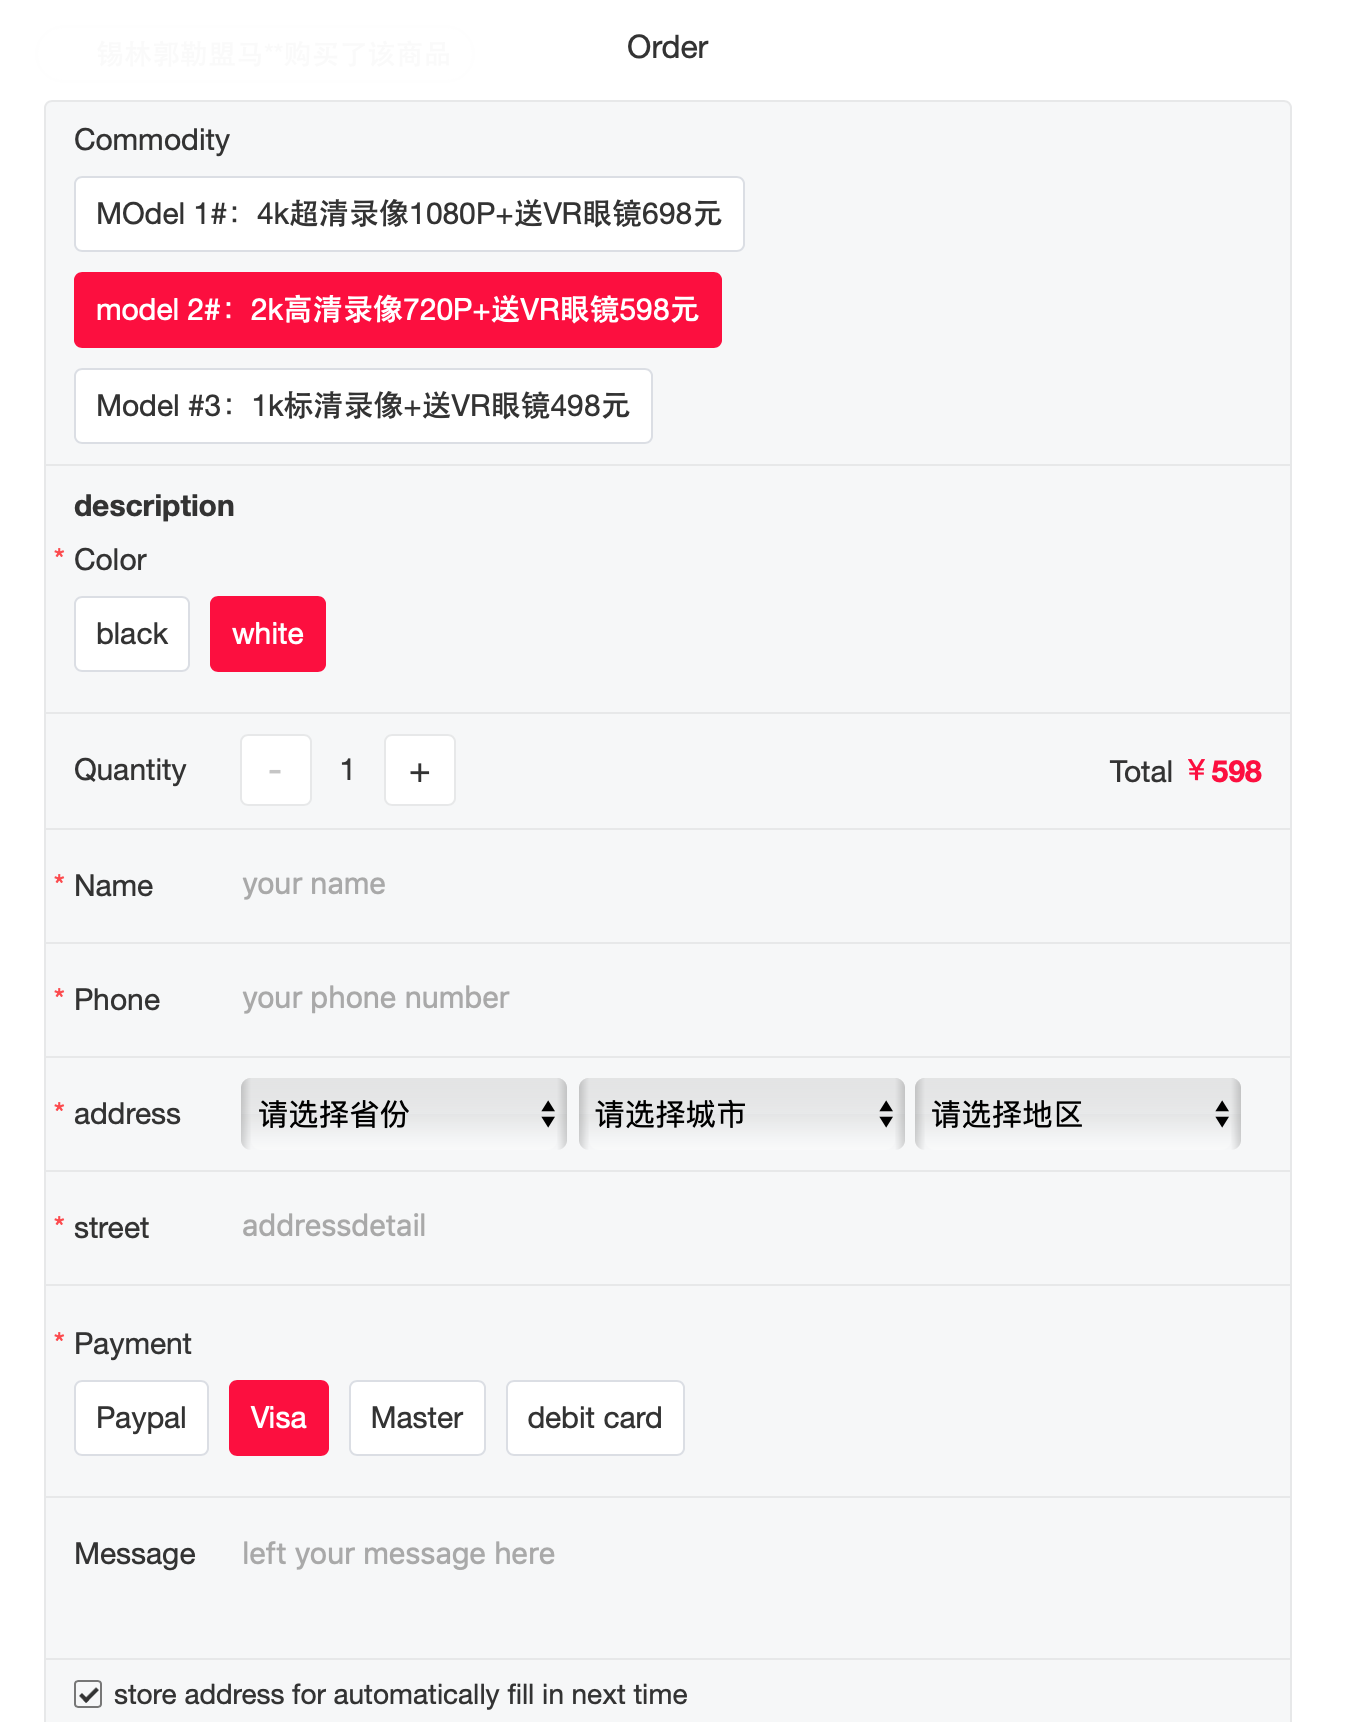 Order
锡林郭勒盟马**购买了该商品
Commodity
MOdel 1#：4k超清录像1080P+送VR眼镜698元
model 2#：2k高清录像720P+送VR眼镜598元
Model #3：1k标清录像+送VR眼镜498元
description
* Color
black white
Quantity - 1 + Total ￥598
* Name your name
* Phone your phone number
* address 请选择省份 请选择城市 请选择地区
* street addressdetail
* Payment
Paypal Visa Master debit card
Message left your message here
store address for automatically fill in next time